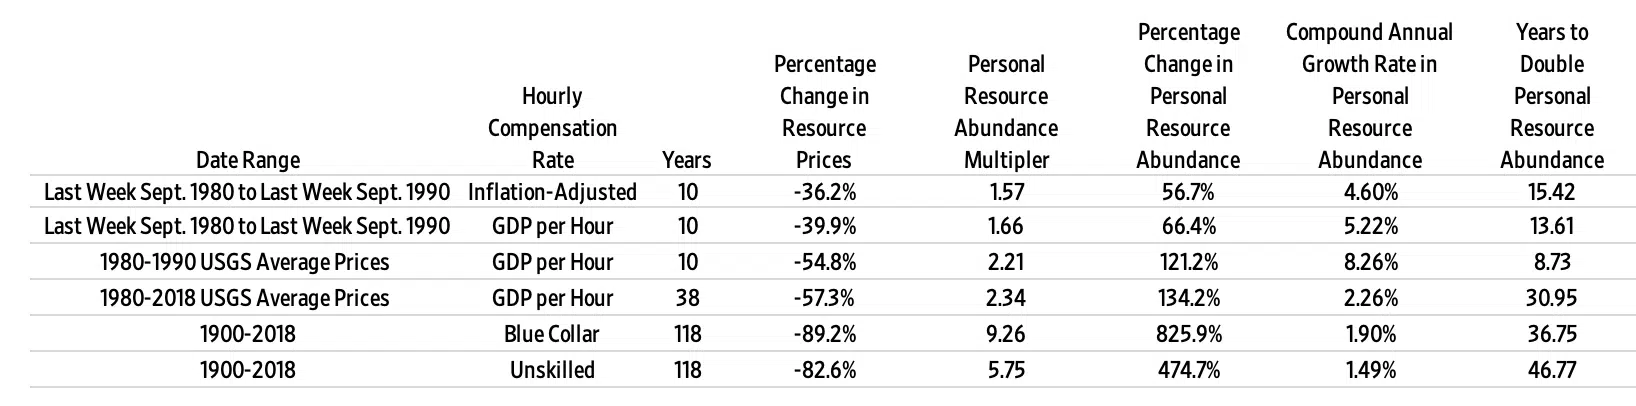 Percentage Compound Annual Years to
Percentage Personal Change in Growth Rate in Double
Hourly Change in Resource Personal Personal Personal
Compensation Resource Abundance Resource Resource Resource
Date Range Rate Years Prices Multipler Abundance Abundance Abundance
Last Week Sept. 1980 to Last Week Sept. 1990 Inflation-Adjusted 10 -36.2% 1.57 56.7% 4.60% 15.42
Last Week Sept. 1980 to Last Week Sept. 1990 GDP per Hour 10 -39.9% 1.66 66.4% 5.22% 13.61
1980-1990 USGS Average Prices GDP per Hour 10 -54.8% 2.21 121.2% 8.26% 8.73
1980-2018 USGS Average Prices GDP per Hour 38 -57.3% 2.34 134.2% 2.26% 30.95
1900-2018 Blue Collar 118 -89.2% 9.26 825.9% 1.90% 36.75
1900-2018 Unskilled 118 -82.6% 5.75 474.7% 1.49% 46.77